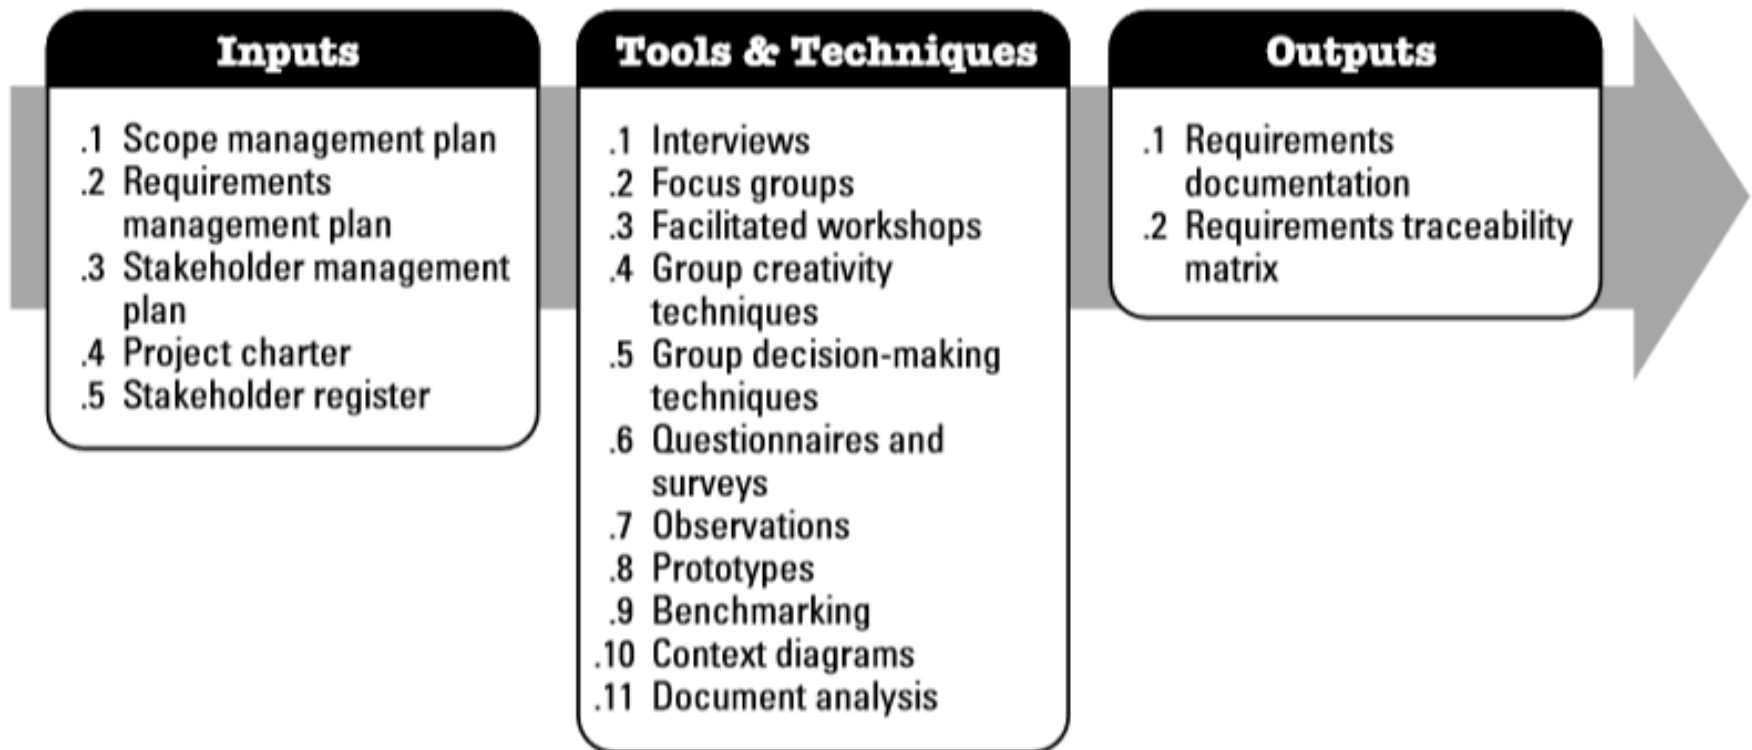 Inputs
.1 Scope management plan
.2 Requirements
management plan
.3 Stakeholder management
plan
.4 Project charter
.5 Stakeholder register
Tools & Techniques
.1 Interviews
.2 Focus groups
.3 Facilitated workshops
.4 Group creativity
techniques
.5 Group decision-making
techniques
.6 Questionnaires and
surveys
.7 Observations
.8 Prototypes
.9 Benchmarking
.10 Context diagrams
.11 Document analysis
Outputs
.1 Requirements
documentation
.2 Requirements traceability
matrix